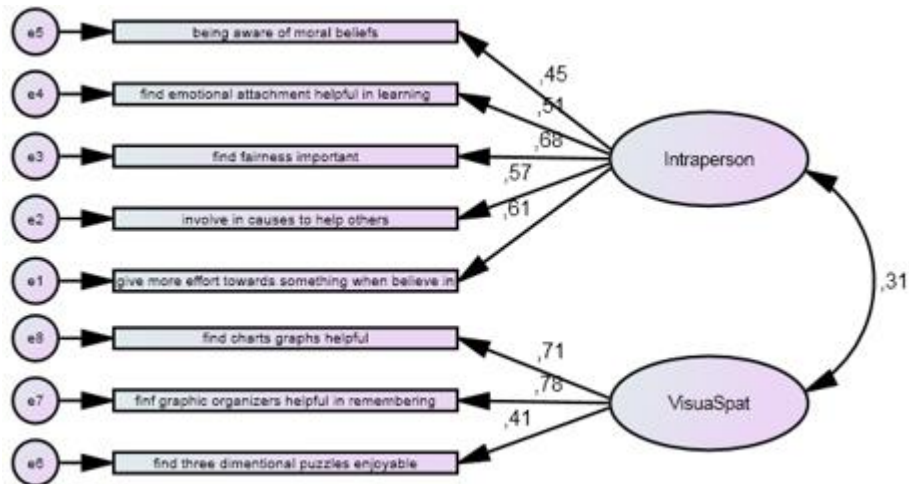 e5
being aware of moral beliefs
,45
e4
find emotional attachment helpful in learning
,51
e3
find fairness important
,68
Intraperson
,57
e2
involve in causes to help others
,61
e1
give more effort towards something when believe in
,31
e8
find charts graphs helpful
,71
e7
finf graphic organizers helpful in remembering
,78
VisuaSpat
,41
e6
find three dimentional puzzles enjoyable